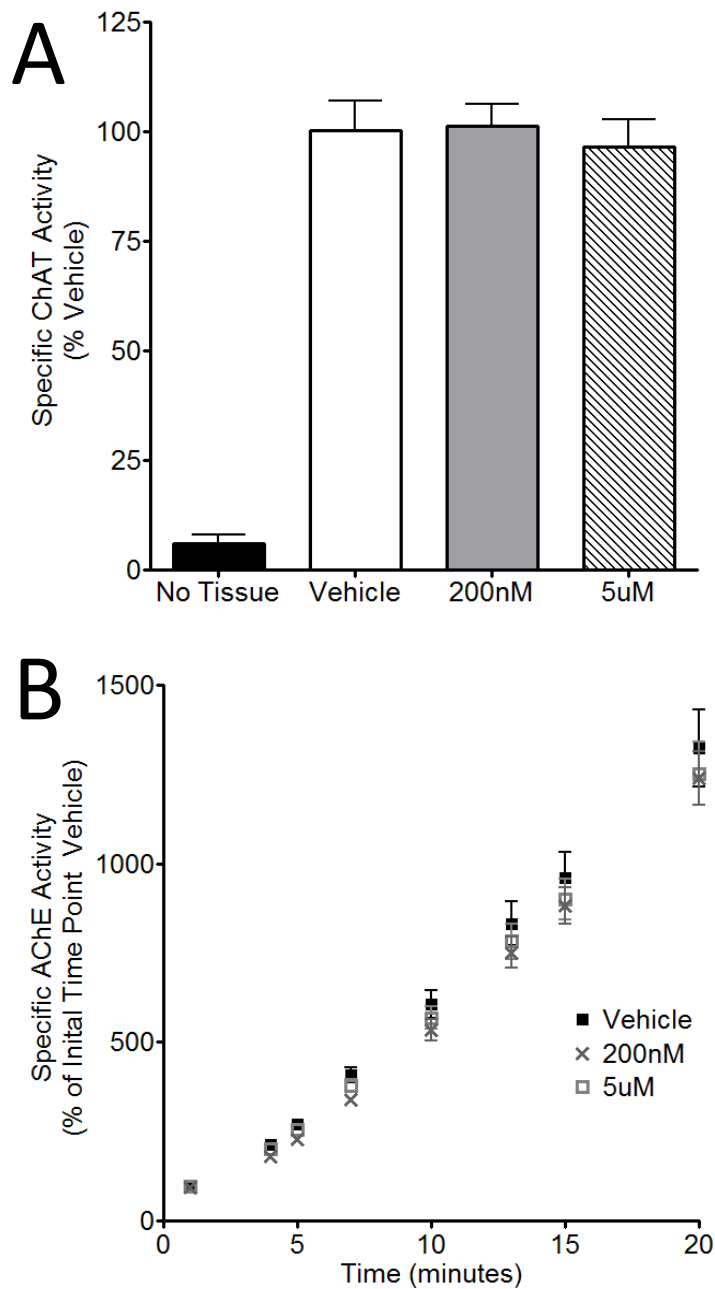 A
125
100
75
50
25
0
Specific ChAT Activity
(% Vehicle)
No Tissue Vehicle 200nM 5uM
B
1500
1000
500
0
Specific AChE Activity
(% of Inital Time Point Vehicle)
Vehicle
200nM
5uM
0 5 10 15 20
Time (minutes)